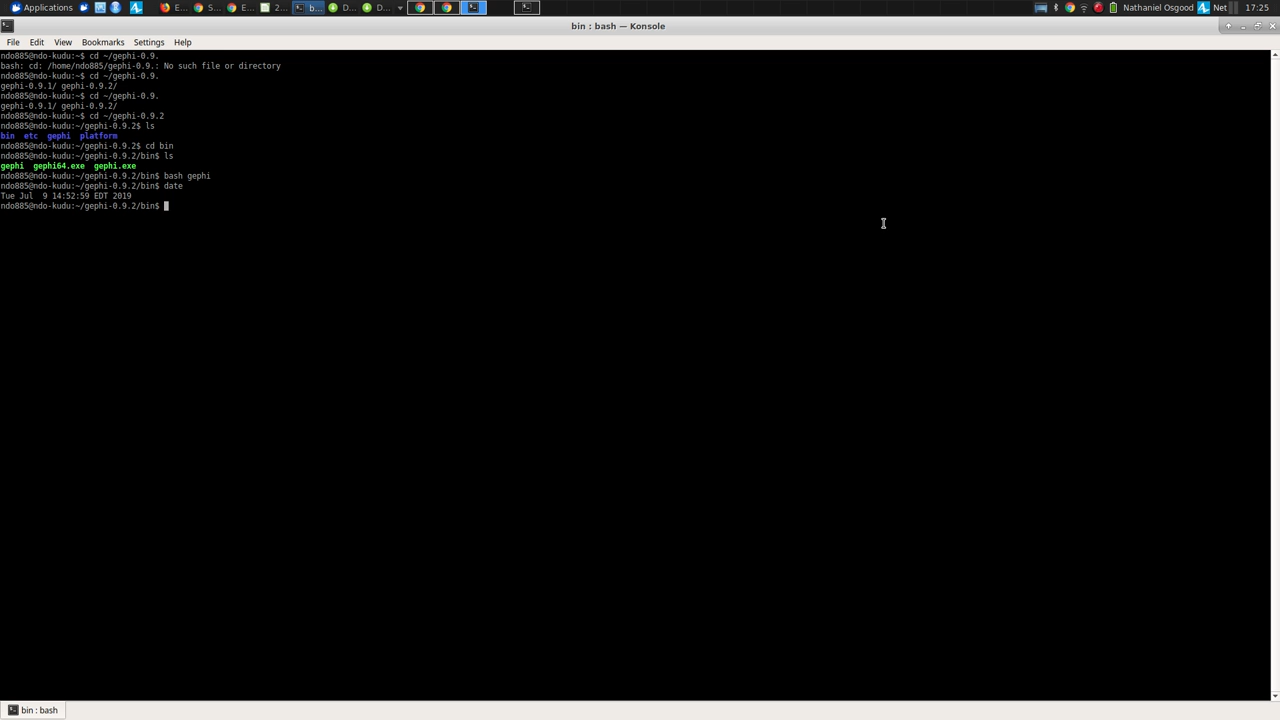 Applications E... S... E... 2... b... D... D... Nathaniel Osgood Net 17:25
bin : bash — Konsole
File Edit View Bookmarks Settings Help
ndo885@ndo-kudu:~$ cd ~/gephi-0.9.
bash: cd: /home/ndo885/gephi-0.9.: No such file or directory
ndo885@ndo-kudu:~$ cd ~/gephi-0.9.
gephi-0.9.1/ gephi-0.9.2/
ndo885@ndo-kudu:~$ cd ~/gephi-0.9.
gephi-0.9.1/ gephi-0.9.2/
ndo885@ndo-kudu:~$ cd ~/gephi-0.9.2
ndo885@ndo-kudu:~/gephi-0.9.2$ ls
bin etc gephi platform
ndo885@ndo-kudu:~/gephi-0.9.2$ cd bin
ndo885@ndo-kudu:~/gephi-0.9.2/bin$ ls
gephi gephi64.exe gephi.exe
ndo885@ndo-kudu:~/gephi-0.9.2/bin$ bash gephi
ndo885@ndo-kudu:~/gephi-0.9.2/bin$ date
Tue Jul  9 14:52:59 EDT 2019
ndo885@ndo-kudu:~/gephi-0.9.2/bin$
bin : bash